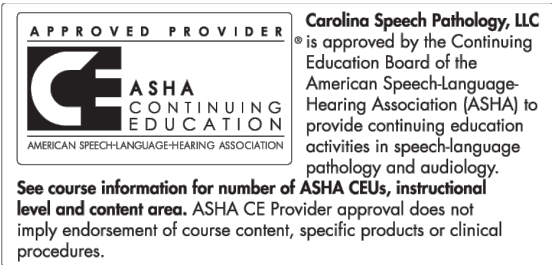 APPROVED PROVIDER
CE
ASHA
CONTINUING
EDUCATION
AMERICAN SPEECH-LANGUAGE-HEARING ASSOCIATION
®
Carolina Speech Pathology, LLC
is approved by the Continuing
Education Board of the
American Speech-Language-
Hearing Association (ASHA) to
provide continuing education
activities in speech-language
pathology and audiology.
See course information for number of ASHA CEUs, instructional
level and content area. ASHA CE Provider approval does not
imply endorsement of course content, specific products or clinical
procedures.